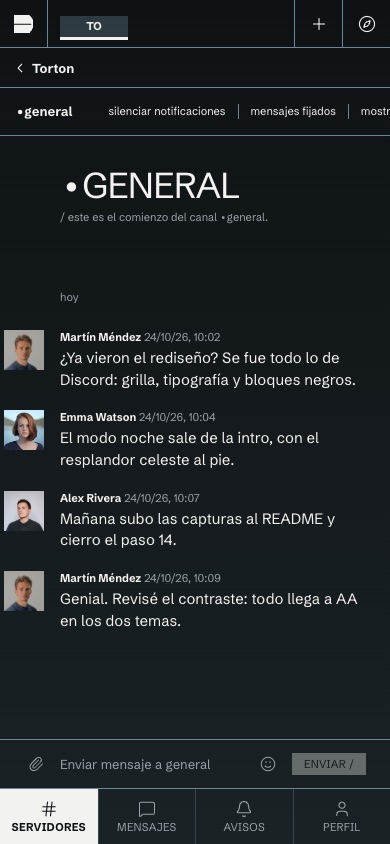 TO
Torton
•general
silenciar notificaciones
mensajes fijados
mostr
•GENERAL
/ este es el comienzo del canal •general.
hoy
Martín Méndez 24/10/26, 10:02
¿Ya vieron el rediseño? Se fue todo lo de
Discord: grilla, tipografía y bloques negros.
Emma Watson 24/10/26, 10:04
El modo noche sale de la intro, con el
resplandor celeste al pie.
Alex Rivera 24/10/26, 10:07
Mañana subo las capturas al README y
cierro el paso 14.
Martín Méndez 24/10/26, 10:09
Genial. Revisé el contraste: todo llega a AA
en los dos temas.
Enviar mensaje a general
ENVIAR /
SERVIDORES
MENSAJES
AVISOS
PERFIL